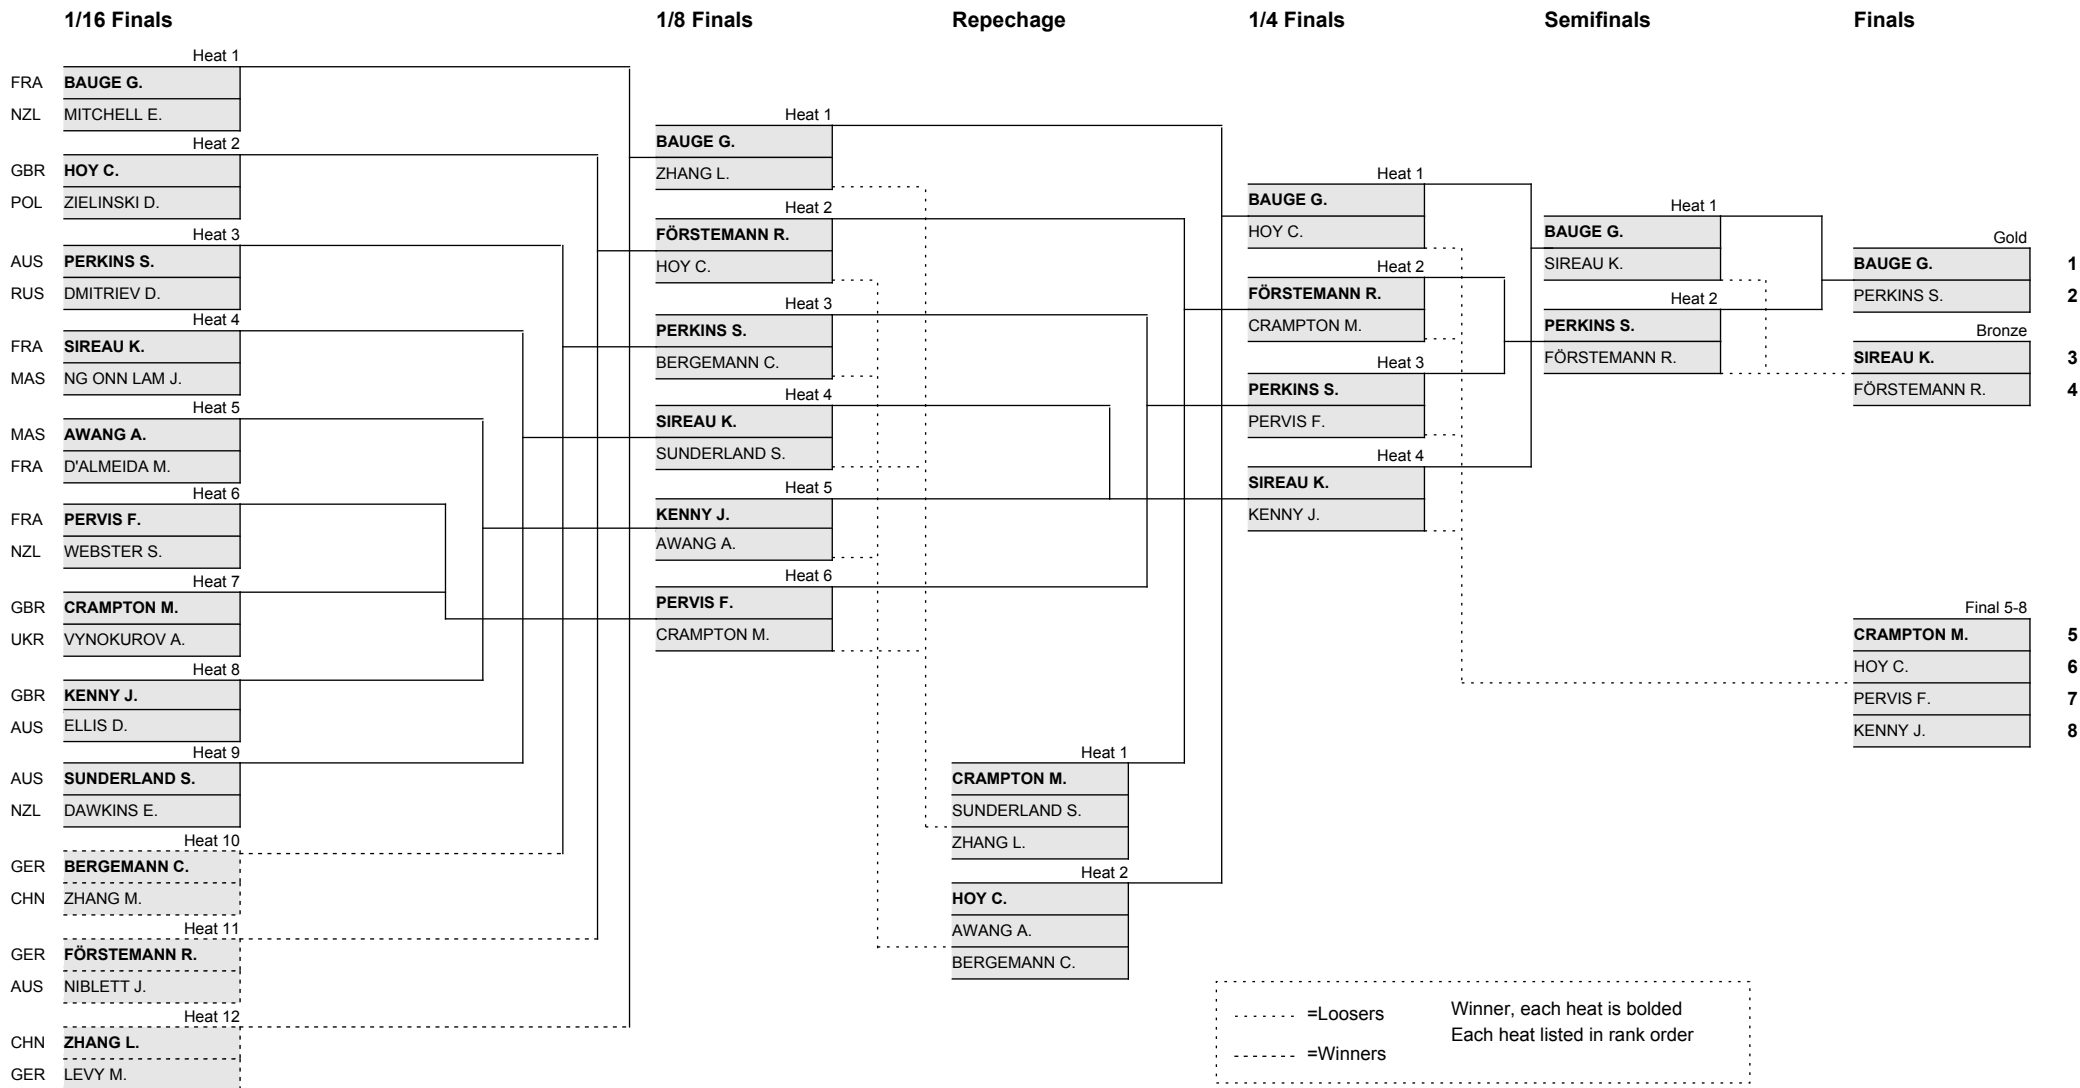 1/16 Finals
1/8 Finals
Repechage
1/4 Finals
Semifinals
Finals
Heat 1
FRA BAUGE G.
NZL MITCHELL E.
Heat 2
GBR HOY C.
POL ZIELINSKI D.
Heat 3
AUS PERKINS S.
RUS DMITRIEV D.
Heat 4
FRA SIREAU K.
MAS NG ONN LAM J.
Heat 5
MAS AWANG A.
FRA D'ALMEIDA M.
Heat 6
FRA PERVIS F.
NZL WEBSTER S.
Heat 7
GBR CRAMPTON M.
UKR VYNOKUROV A.
Heat 8
GBR KENNY J.
AUS ELLIS D.
Heat 9
AUS SUNDERLAND S.
NZL DAWKINS E.
Heat 10
GER BERGEMANN C.
CHN ZHANG M.
Heat 11
GER FÖRSTEMANN R.
AUS NIBLETT J.
Heat 12
CHN ZHANG L.
GER LEVY M.
Heat 1
BAUGE G.
ZHANG L.
Heat 2
FÖRSTEMANN R.
HOY C.
Heat 3
PERKINS S.
BERGEMANN C.
Heat 4
SIREAU K.
SUNDERLAND S.
Heat 5
KENNY J.
AWANG A.
Heat 6
PERVIS F.
CRAMPTON M.
Heat 1
CRAMPTON M.
SUNDERLAND S.
ZHANG L.
Heat 2
HOY C.
AWANG A.
BERGEMANN C.
Heat 1
BAUGE G.
HOY C.
Heat 2
FÖRSTEMANN R.
CRAMPTON M.
Heat 3
PERKINS S.
PERVIS F.
Heat 4
SIREAU K.
KENNY J.
Heat 1
BAUGE G.
SIREAU K.
Heat 2
PERKINS S.
FÖRSTEMANN R.
Gold
BAUGE G. 1
PERKINS S. 2
Bronze
SIREAU K. 3
FÖRSTEMANN R. 4
Final 5-8
CRAMPTON M. 5
HOY C. 6
PERVIS F. 7
KENNY J. 8
=Loosers
=Winners
Winner, each heat is bolded
Each heat listed in rank order